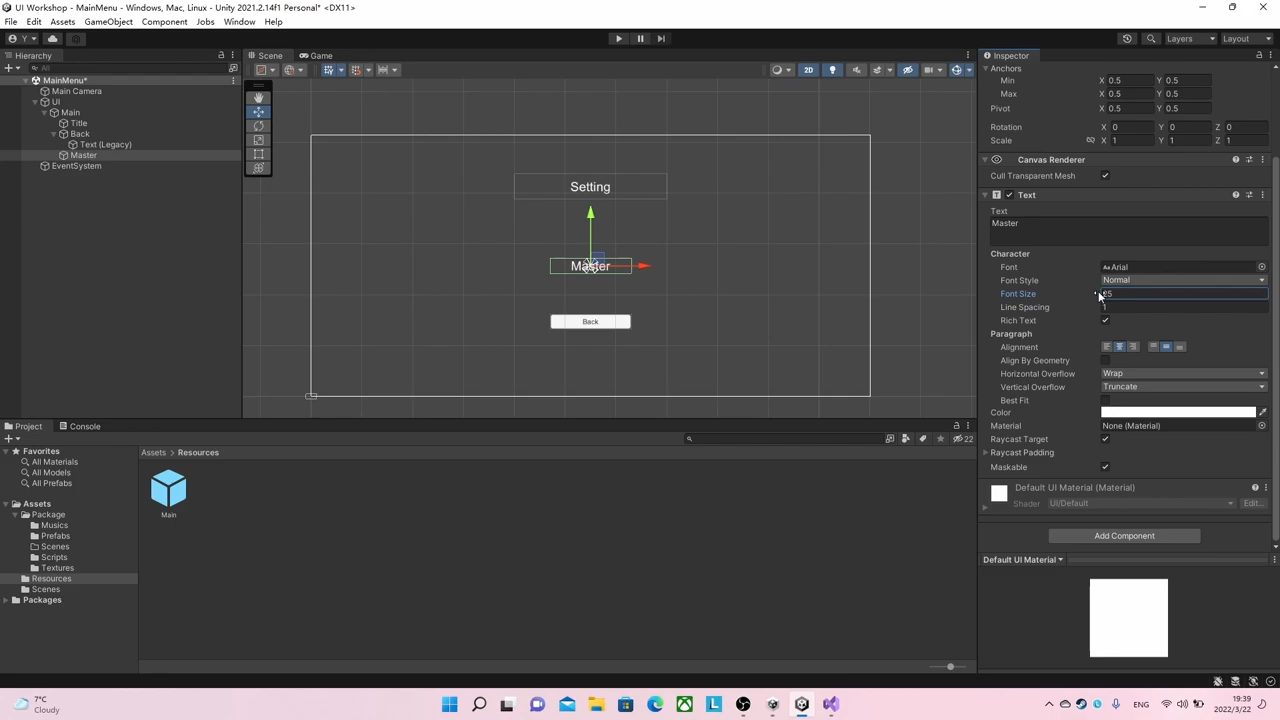 UI Workshop - MainMenu - Windows, Mac, Linux - Unity 2021.2.14f1 Personal* <DX11>
File Edit Assets GameObject Component Jobs Window Help
Y Layers Layout
Hierarchy Scene Game Inspector
All 2D
MainMenu*
Main Camera
UI
Main
Title
Back
Text (Legacy)
Master
EventSystem
Setting
Master
Back
Anchors
Min X 0.5 Y 0.5
Max X 0.5 Y 0.5
Pivot X 0.5 Y 0.5
Rotation X 0 Y 0 Z 0
Scale X 1 Y 1 Z 1
Canvas Renderer
Cull Transparent Mesh
Text
Text
Master
Character
Font Arial
Font Style Normal
Font Size
Line Spacing 1
Rich Text
Paragraph
Alignment
Align By Geometry
Horizontal Overflow Wrap
Vertical Overflow Truncate
Best Fit
Color
Material None (Material)
Raycast Target
Raycast Padding
Maskable
Default UI Material (Material)
Shader UI/Default Edit...
Add Component
Default UI Material
Project Console
22
Favorites
All Materials
All Models
All Prefabs
Assets
Package
Musics
Prefabs
Scenes
Scripts
Textures
Resources
Scenes
Packages
Assets Resources
Main
7°C
Cloudy
ENG
19:39
2022/3/22